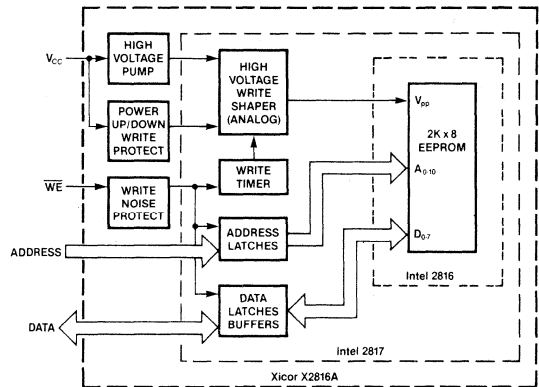 VCC
HIGH
VOLTAGE
PUMP
HIGH
VOLTAGE
WRITE
SHAPER
(ANALOG)
POWER
UP/DOWN
WRITE
PROTECT
Vpp
2K x 8
EEPROM
WE
WRITE NOISE
PROTECT
WRITE
TIMER
A0-10
ADDRESS
ADDRESS
LATCHES
D0-7
Intel 2816
DATA
DATA
LATCHES
BUFFERS
intel 2817
Xicor X2816A